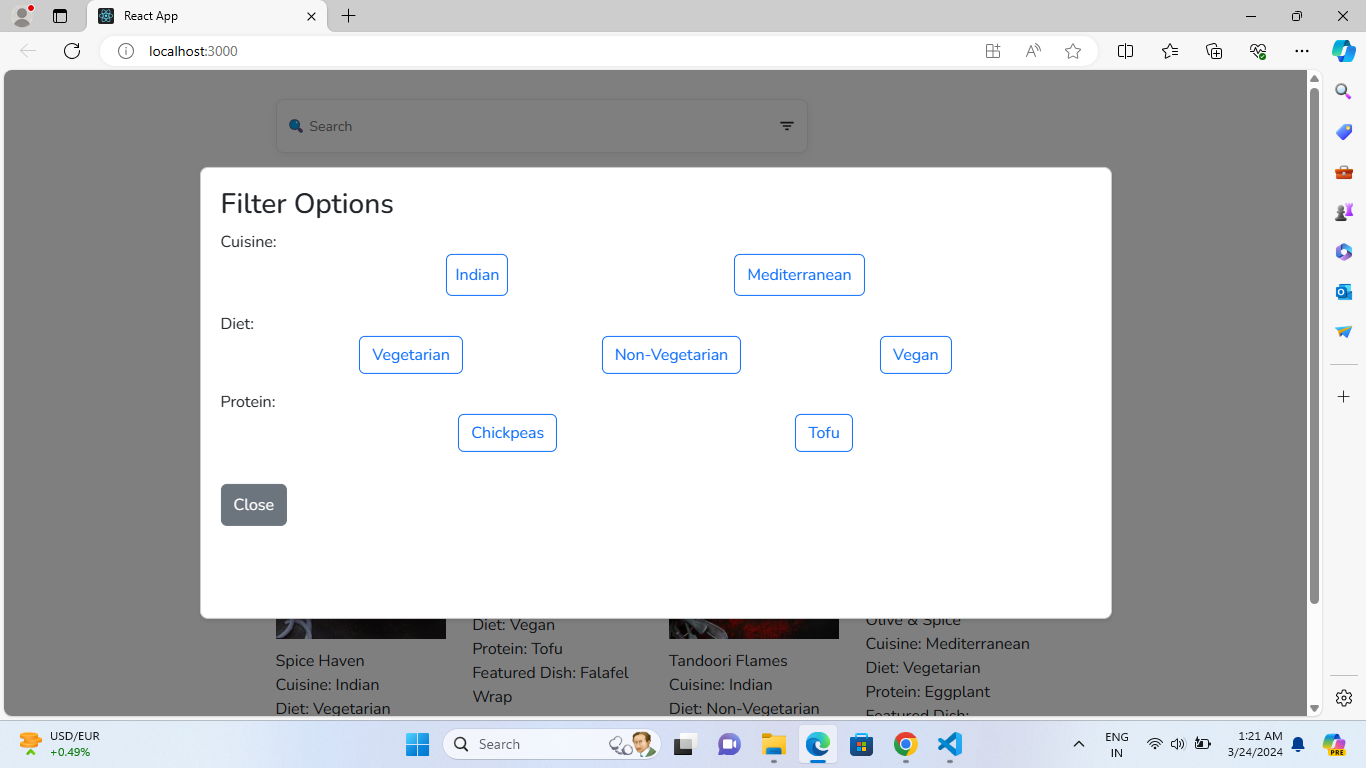 React App
localhost:3000
Search
Filter Options
Cuisine:
Indian Mediterranean
Diet:
Vegetarian Non-Vegetarian Vegan
Protein:
Chickpeas Tofu
Close
Spice Haven
Cuisine: Indian
Diet: Vegetarian
Diet: Vegan
Protein: Tofu
Featured Dish: Falafel
Wrap
Tandoori Flames
Cuisine: Indian
Diet: Non-Vegetarian
Olive & Spice
Cuisine: Mediterranean
Diet: Vegetarian
Protein: Eggplant
Featured Dish:
USD/EUR
+0.49%
Search
ENG
IN
1:21 AM
3/24/2024
PRE